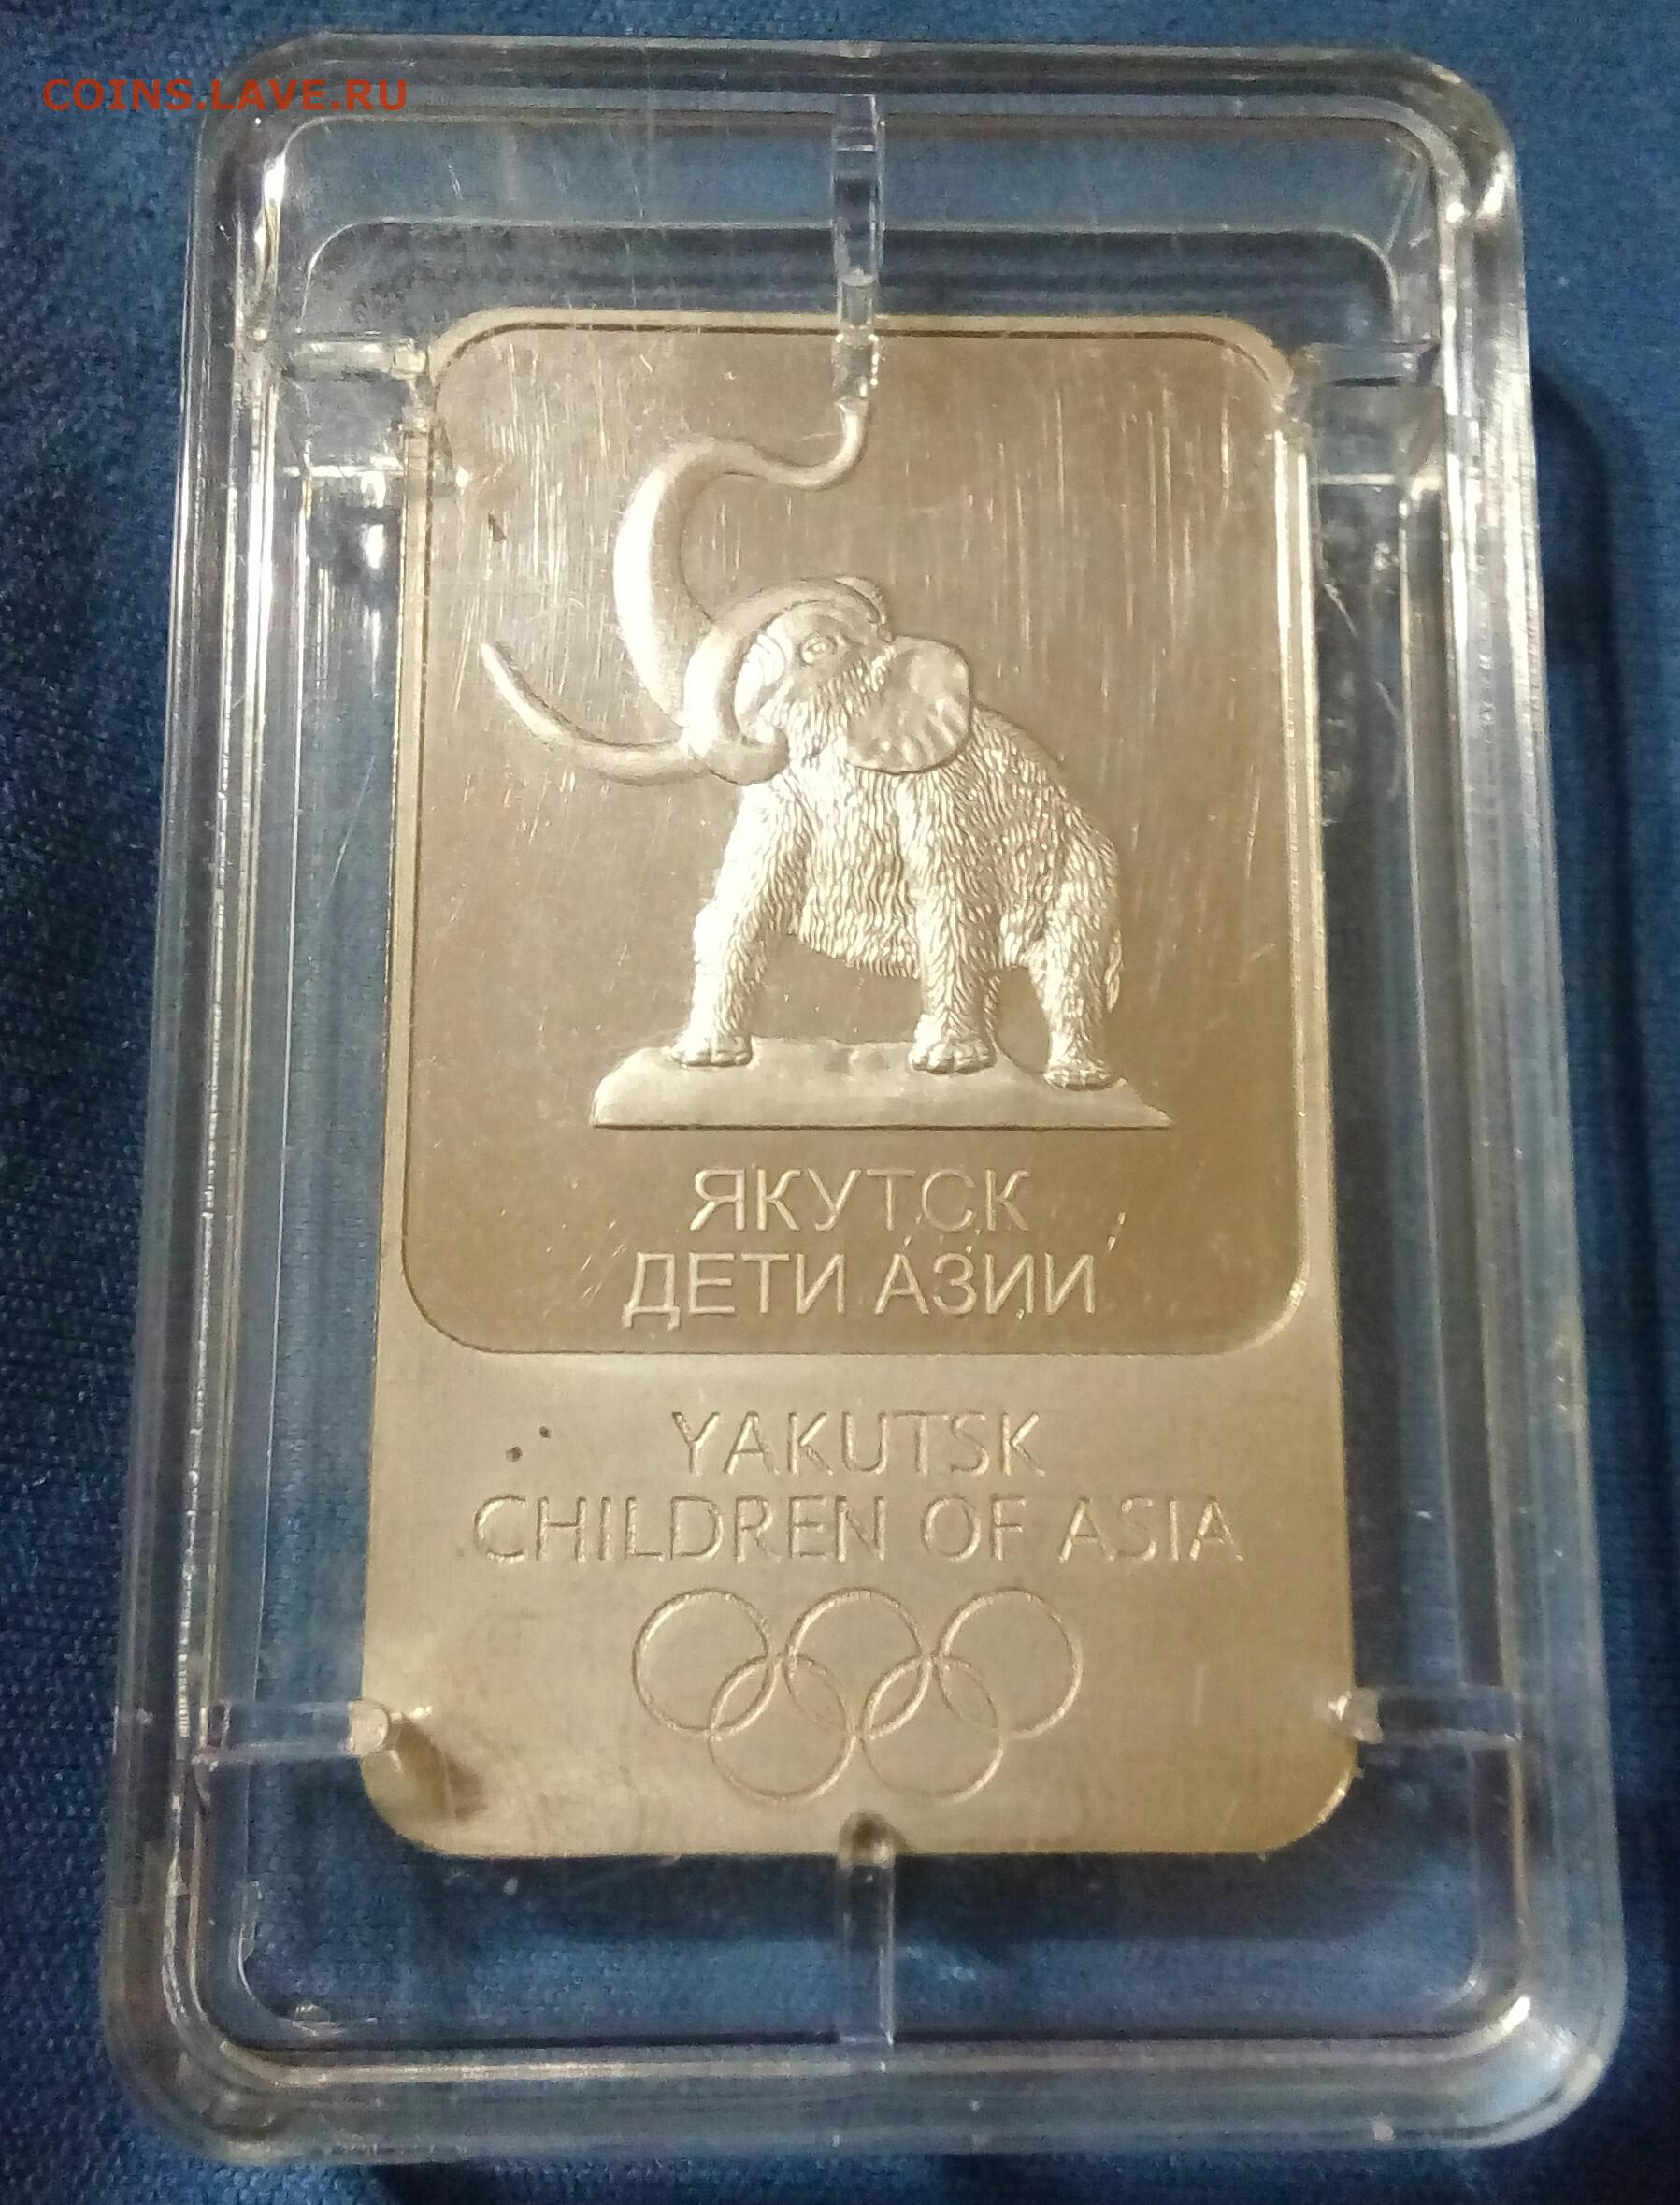 COINS.LAVE.RU
ЯКУТСК
ДЕТИ АЗИИ
YAKUTSK
CHILDREN OF ASIA